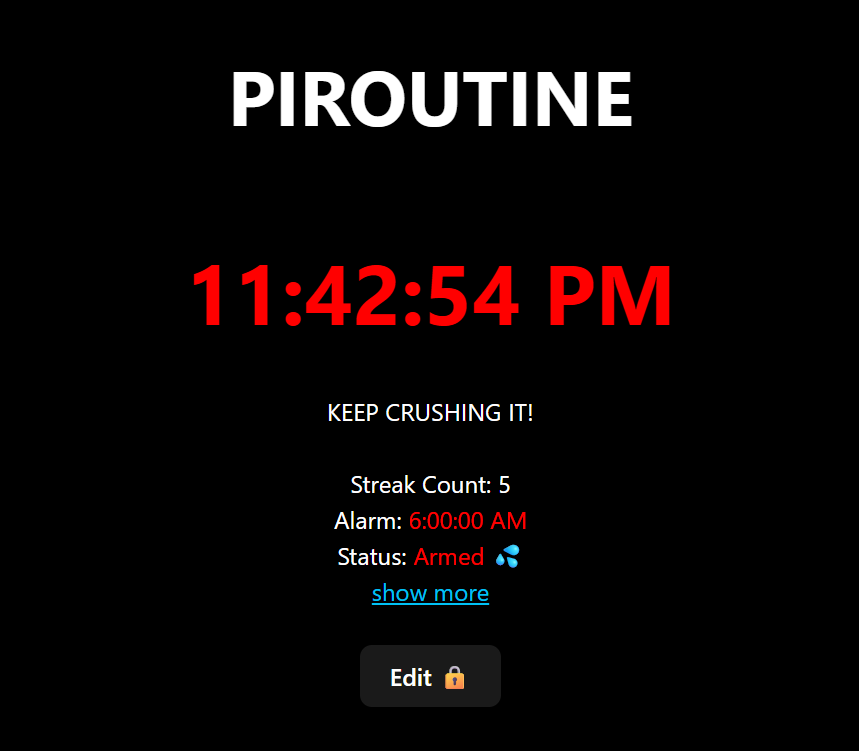 PIROUTINE
11:42:54 PM
KEEP CRUSHING IT!
Streak Count: 5
Alarm: 6:00:00 AM
Status: Armed 💦
show more
Edit 🔒